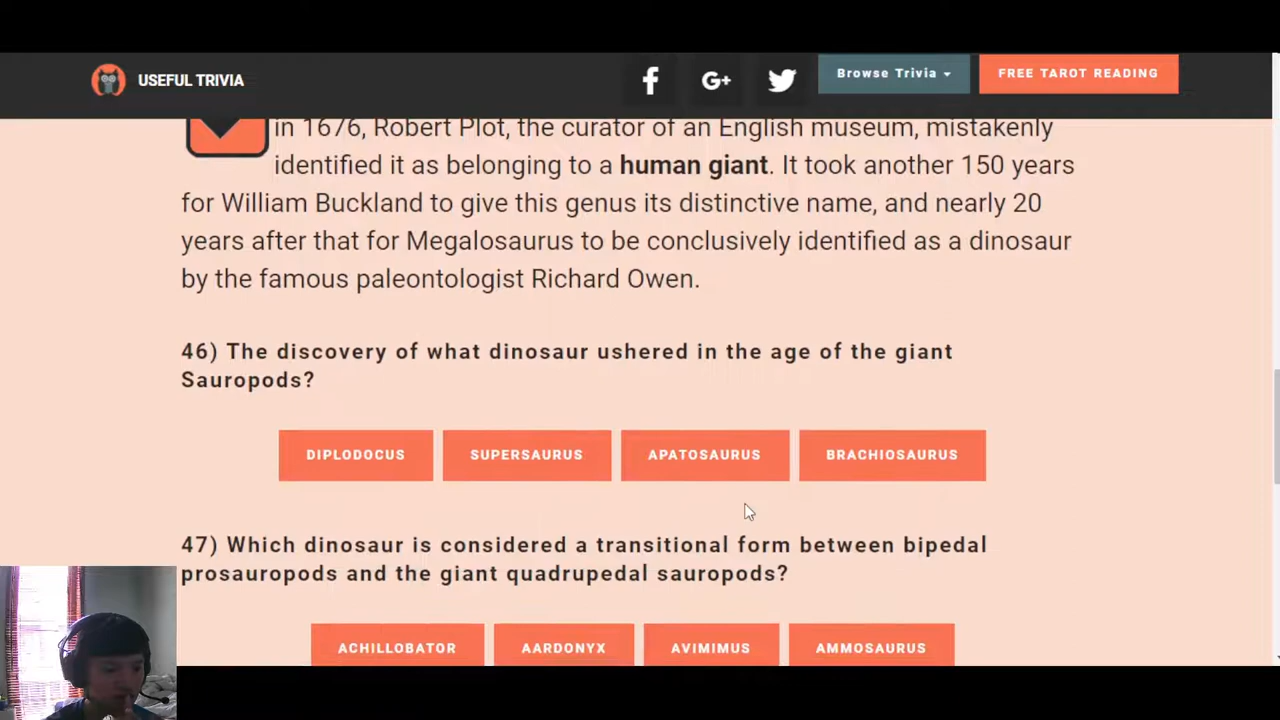 USEFUL TRIVIA
f G+ Browse Trivia FREE TAROT READING
in 1676, Robert Plot, the curator of an English museum, mistakenly
identified it as belonging to a human giant. It took another 150 years
for William Buckland to give this genus its distinctive name, and nearly 20
years after that for Megalosaurus to be conclusively identified as a dinosaur
by the famous paleontologist Richard Owen.
46) The discovery of what dinosaur ushered in the age of the giant
Sauropods?
DIPLODOCUS SUPERSAURUS APATOSAURUS BRACHIOSAURUS
47) Which dinosaur is considered a transitional form between bipedal
prosauropods and the giant quadrupedal sauropods?
ACHILLOBATOR AARDONYX AVIMIMUS AMMOSAURUS